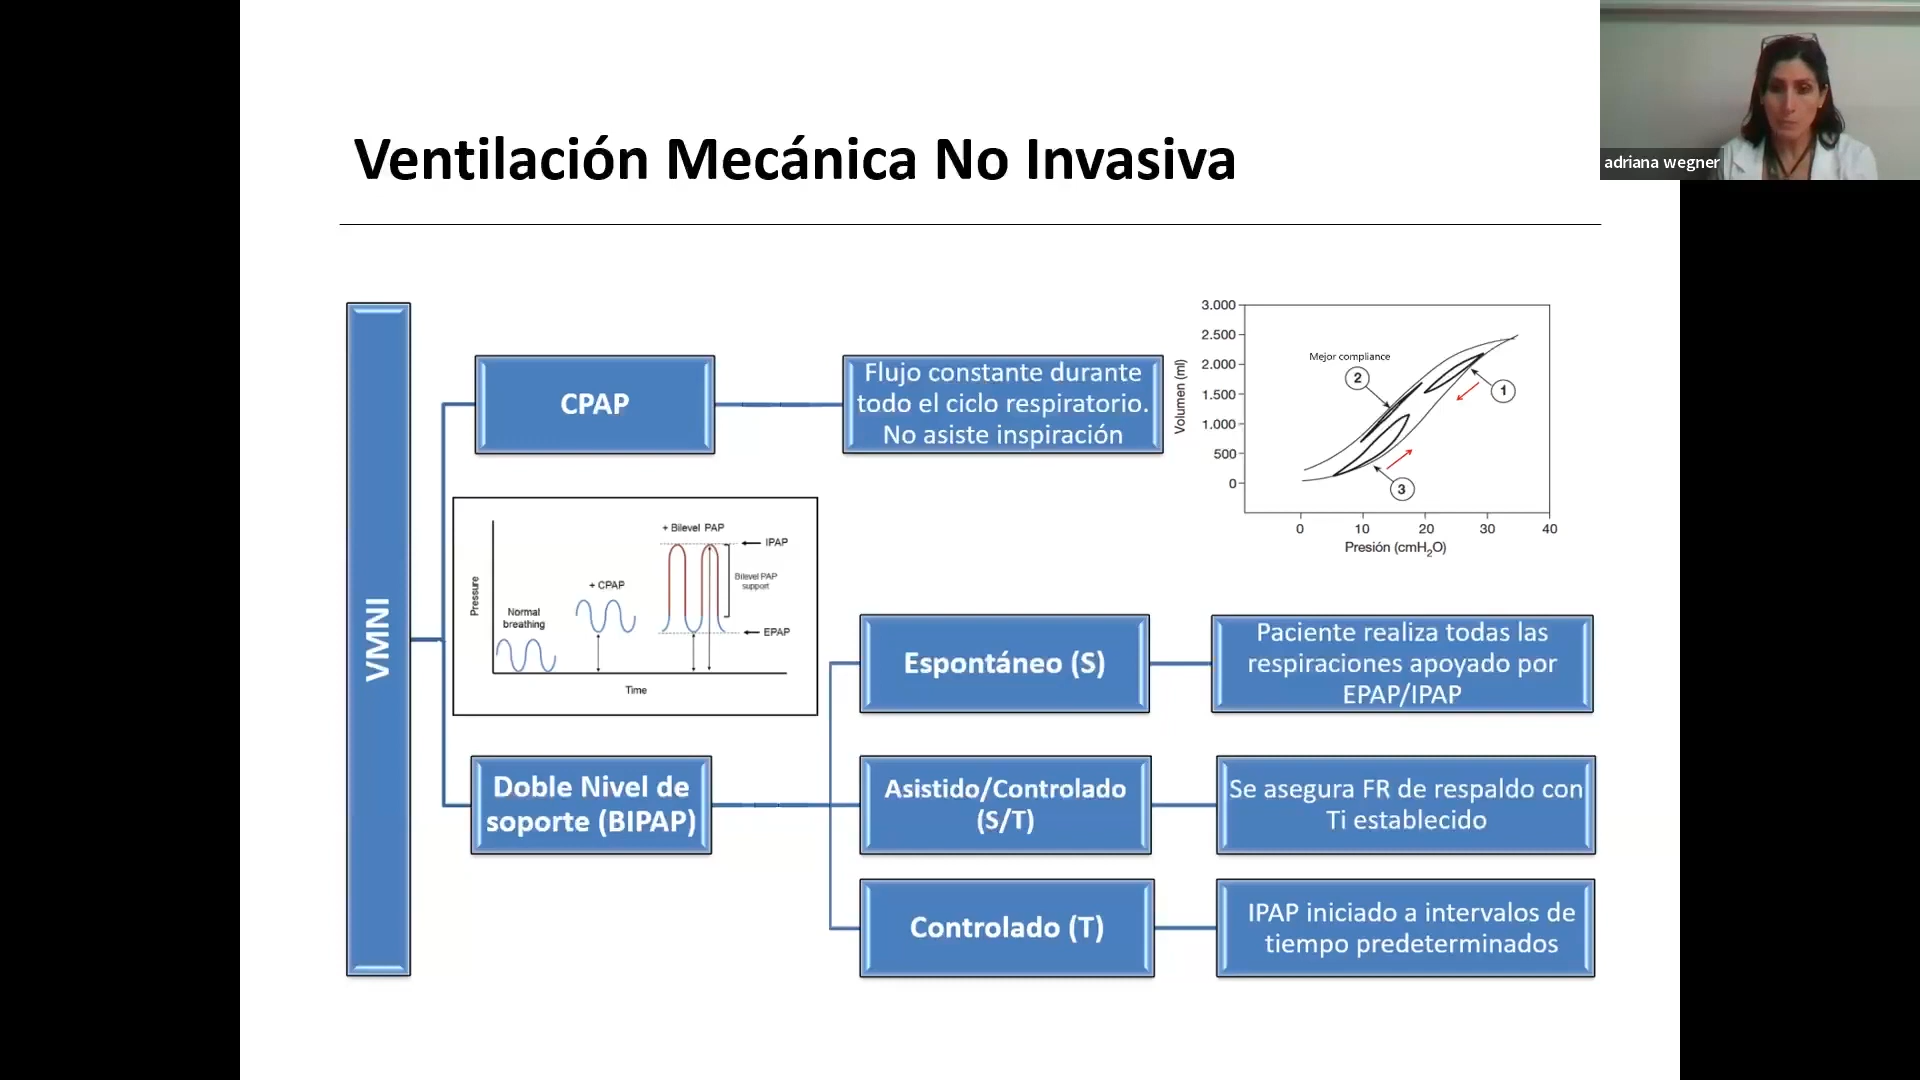 adriana wegner
Ventilación Mecánica No Invasiva
VMNI
CPAP
Flujo constante durante
todo el ciclo respiratorio.
No asiste inspiración
3.000
2.500
2.000
1.500
1.000
500
0
Volumen (ml)
Mejor compliance
2
1
3
0 10 20 30 40
Presión (cmH2O)
+ Bilevel PAP
IPAP
Bilevel PAP
support
+ CPAP
Normal
breathing
EPAP
Pressure
Time
Doble Nivel de
soporte (BIPAP)
Espontáneo (S)
Paciente realiza todas las
respiraciones apoyado por
EPAP/IPAP
Asistido/Controlado
(S/T)
Se asegura FR de respaldo con
Ti establecido
Controlado (T)
IPAP iniciado a intervalos de
tiempo predeterminados